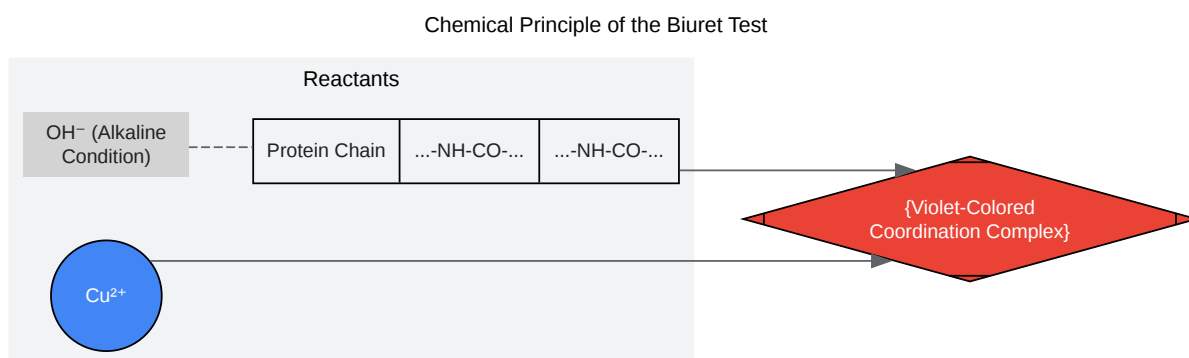 Chemical Principle of the Biuret Test
Reactants
OH⁻ (Alkaline
Condition)
Protein Chain
...-NH-CO-...
...-NH-CO-...
{Violet-Colored
Coordination Complex}
Cu²⁺